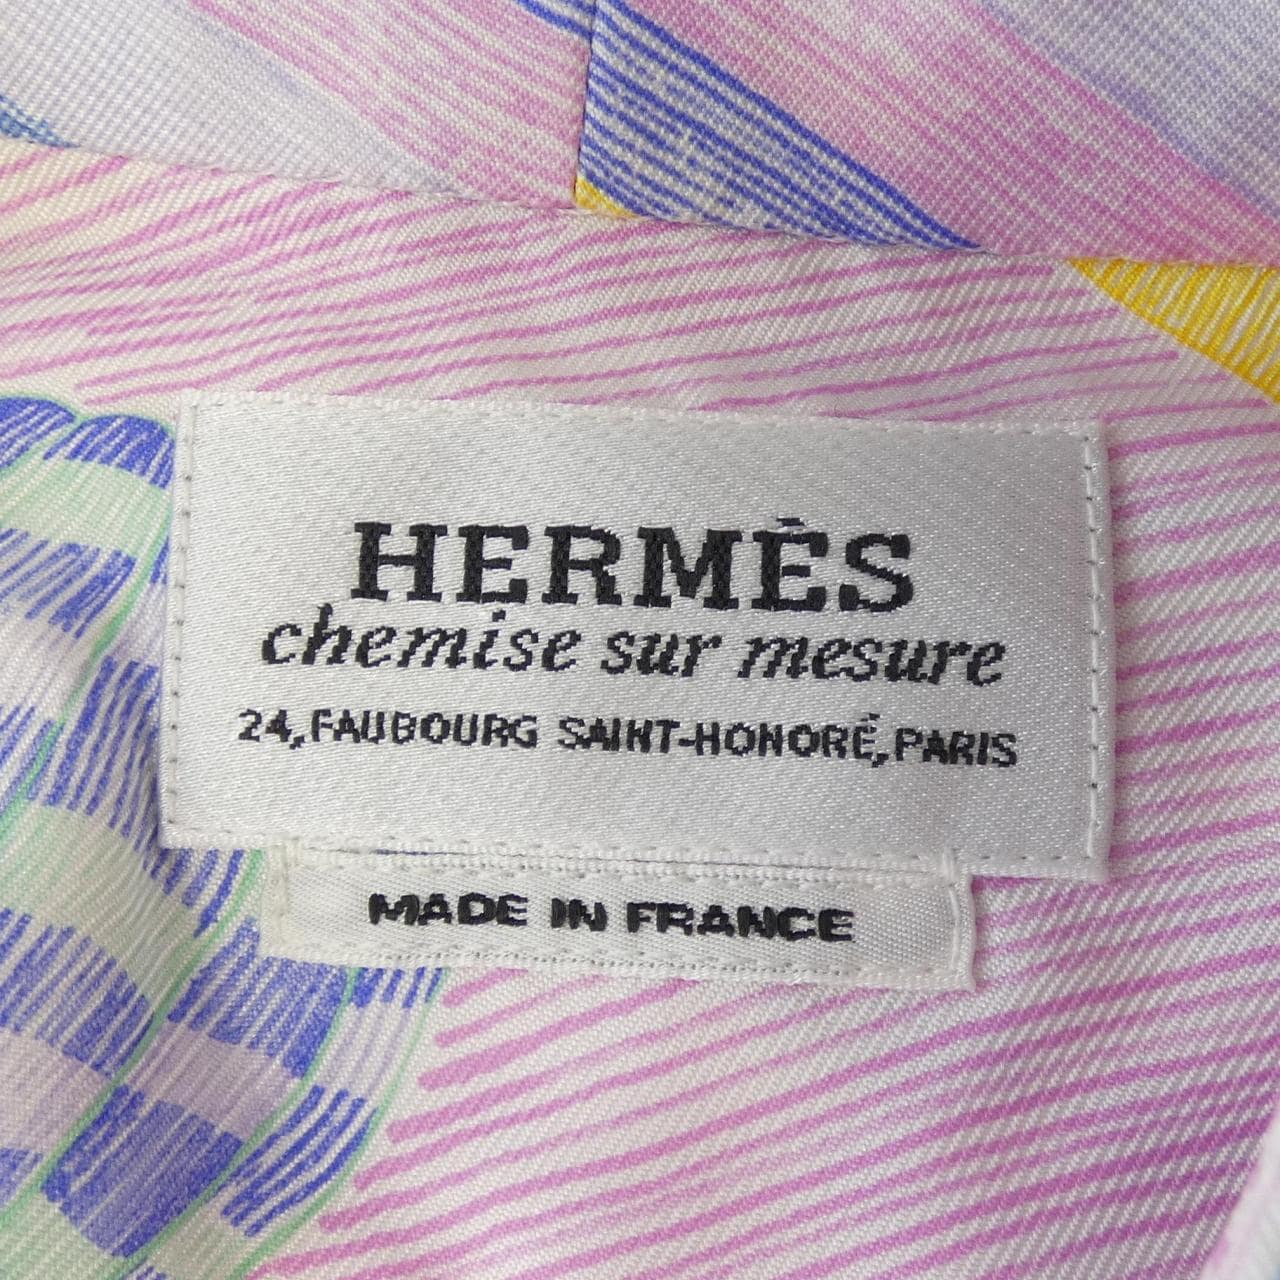 HERMÈS
chemise sur mesure
24, FAUBOURG SAINT-HONORÉ, PARIS
MADE IN FRANCE